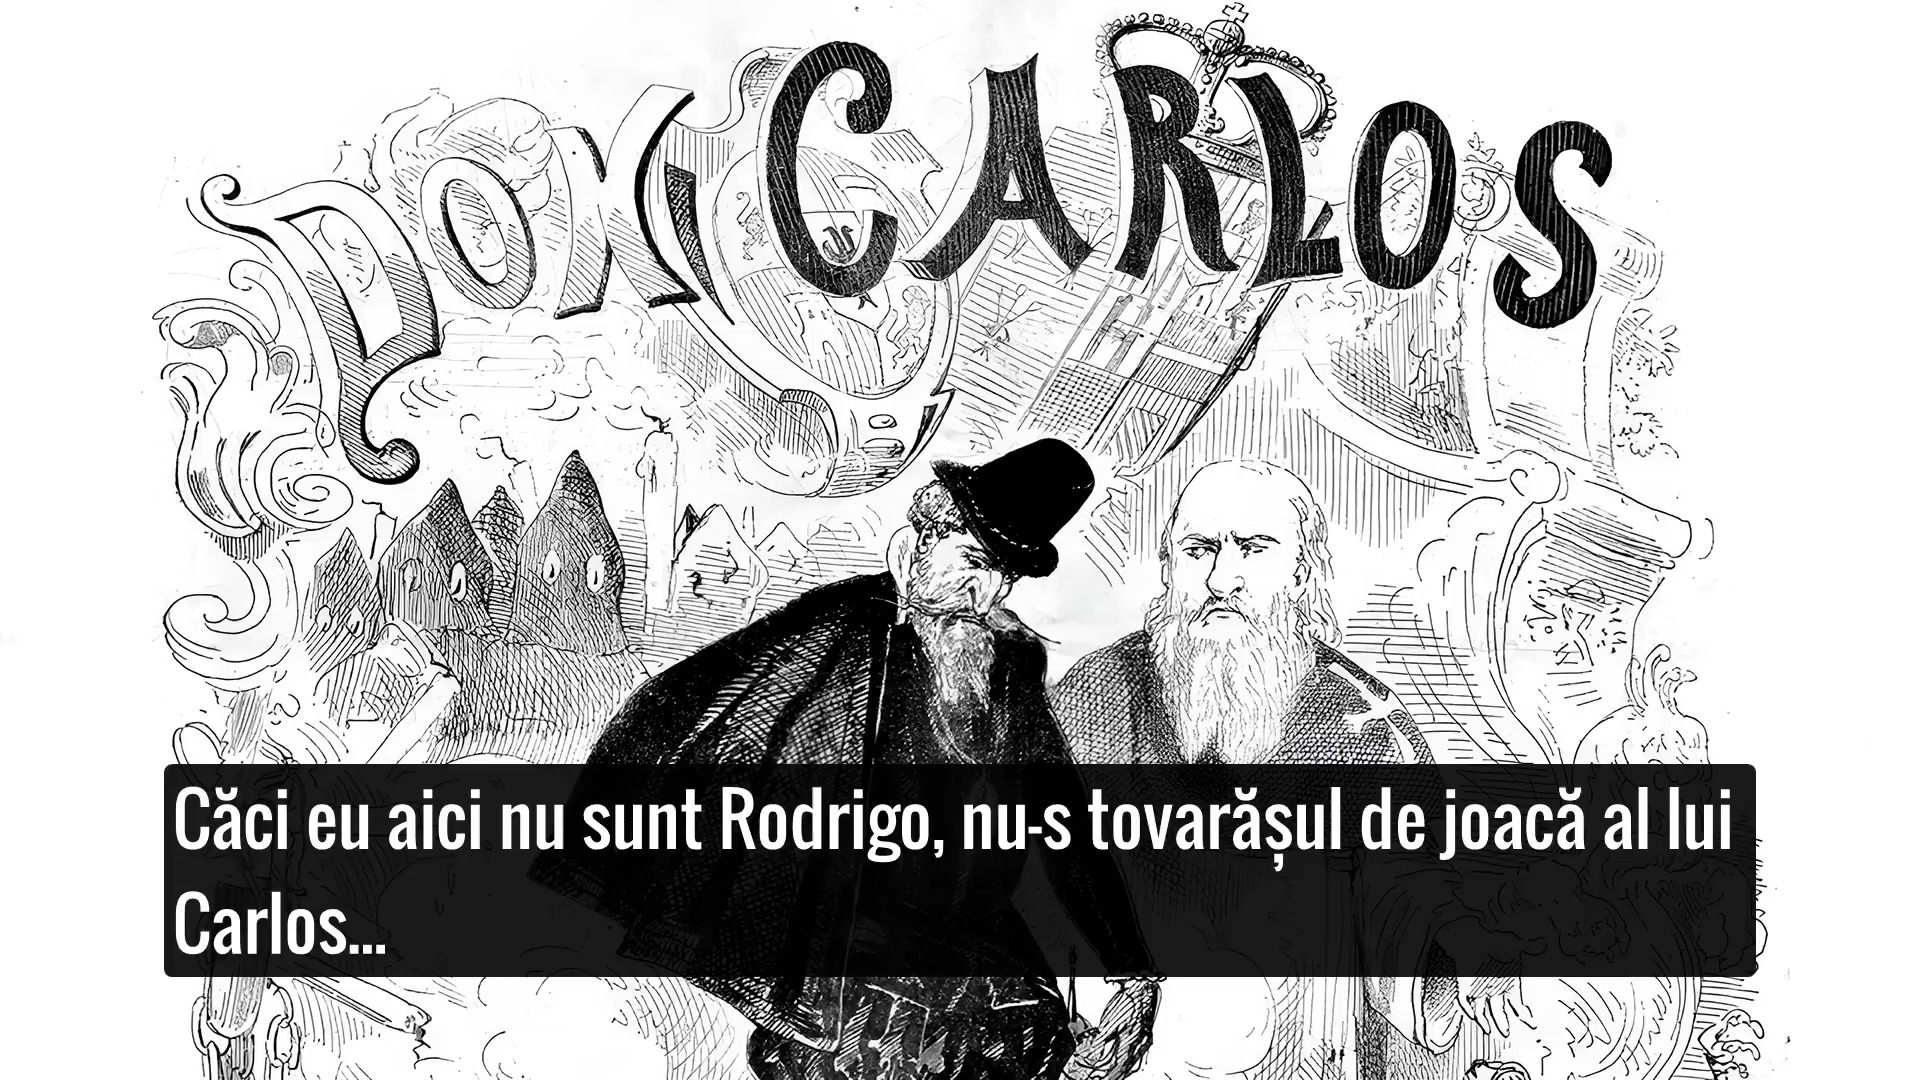 DON CARLOS
Căci eu aici nu sunt Rodrigo, nu-s tovarășul de joacă al lui
Carlos...